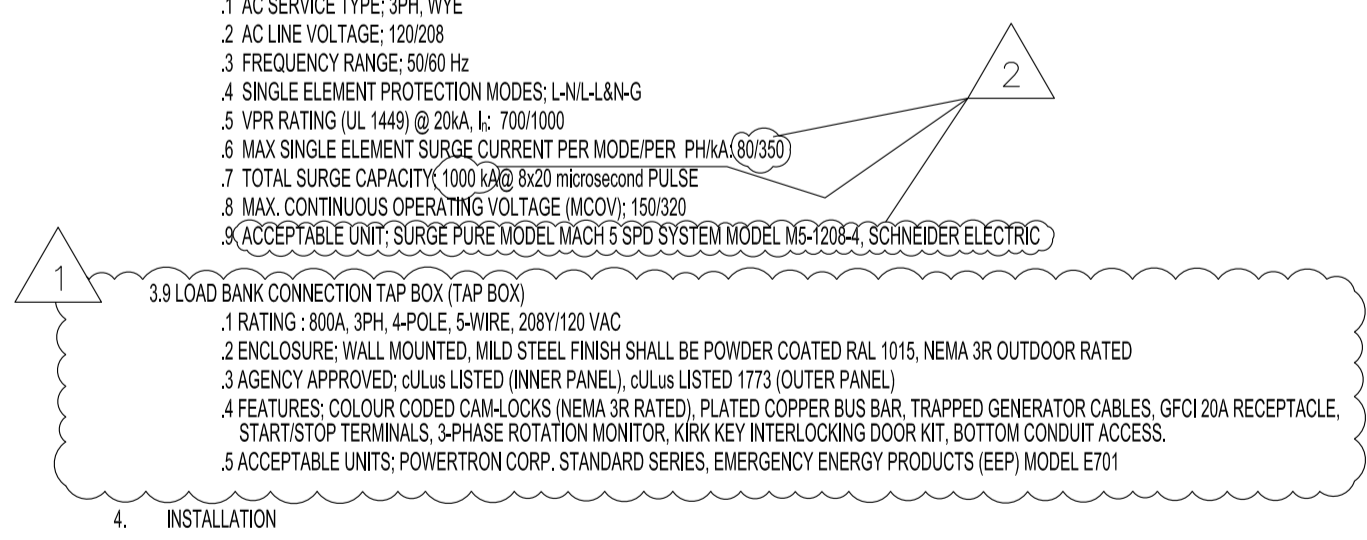 .1 AC SERVICE TYPE; 3PH, WYE
.2 AC LINE VOLTAGE; 120/208
.3 FREQUENCY RANGE; 50/60 Hz
.4 SINGLE ELEMENT PROTECTION MODES; L-N/L-L&N-G
.5 VPR RATING (UL 1449) @ 20kA, In: 700/1000
.6 MAX SINGLE ELEMENT SURGE CURRENT PER MODE/PER PH/kA: 80/350
.7 TOTAL SURGE CAPACITY; 1000 kA@ 8x20 microsecond PULSE
.8 MAX. CONTINUOUS OPERATING VOLTAGE (MCOV); 150/320
.9 ACCEPTABLE UNIT; SURGE PURE MODEL MACH 5 SPD SYSTEM MODEL M5-1208-4, SCHNEIDER ELECTRIC
2
1
3.9 LOAD BANK CONNECTION TAP BOX (TAP BOX)
.1 RATING : 800A, 3PH, 4-POLE, 5-WIRE, 208Y/120 VAC
.2 ENCLOSURE; WALL MOUNTED, MILD STEEL FINISH SHALL BE POWDER COATED RAL 1015, NEMA 3R OUTDOOR RATED
.3 AGENCY APPROVED; cULus LISTED (INNER PANEL), cULus LISTED 1773 (OUTER PANEL)
.4 FEATURES; COLOUR CODED CAM-LOCKS (NEMA 3R RATED), PLATED COPPER BUS BAR, TRAPPED GENERATOR CABLES, GFCI 20A RECEPTACLE,
START/STOP TERMINALS, 3-PHASE ROTATION MONITOR, KIRK KEY INTERLOCKING DOOR KIT, BOTTOM CONDUIT ACCESS.
.5 ACCEPTABLE UNITS; POWERTRON CORP. STANDARD SERIES, EMERGENCY ENERGY PRODUCTS (EEP) MODEL E701
4. INSTALLATION